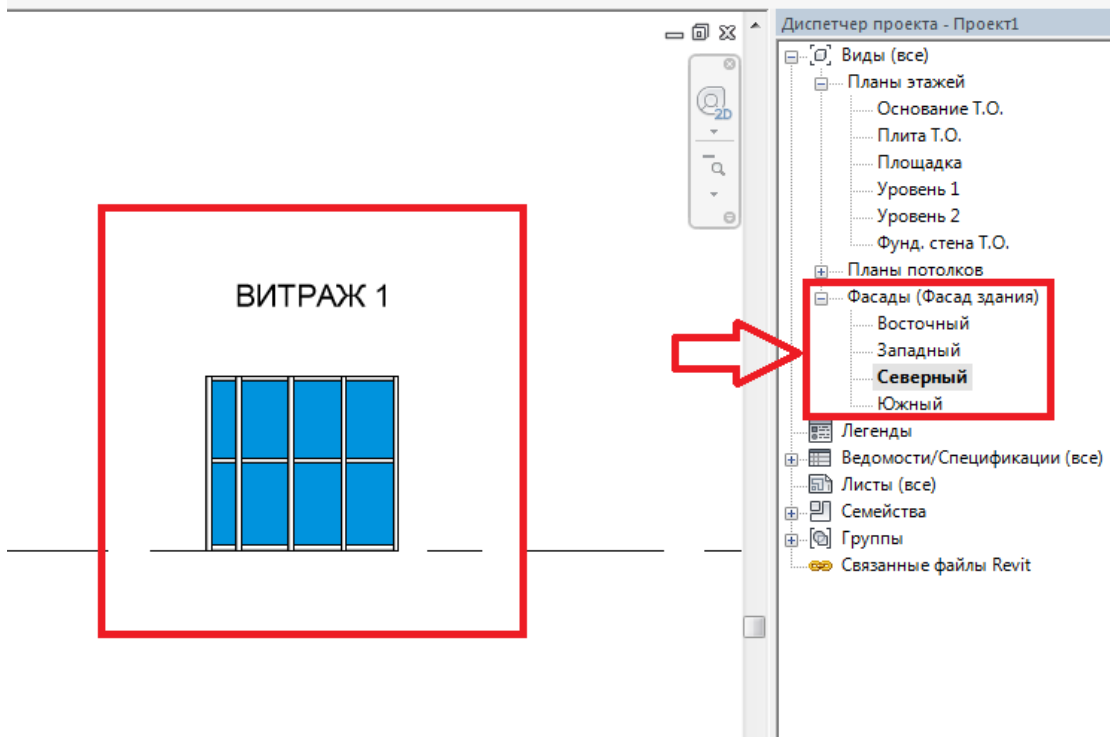 Диспетчер проекта - Проект1
Виды (все)
Планы этажей
Основание Т.О.
Плита Т.О.
Площадка
Уровень 1
Уровень 2
Фунд. стена Т.О.
Планы потолков
Фасады (Фасад здания)
Восточный
Западный
Северный
Южный
Легенды
Ведомости/Спецификации (все)
Листы (все)
Семейства
Группы
Связанные файлы Revit
2D
ВИТРАЖ 1